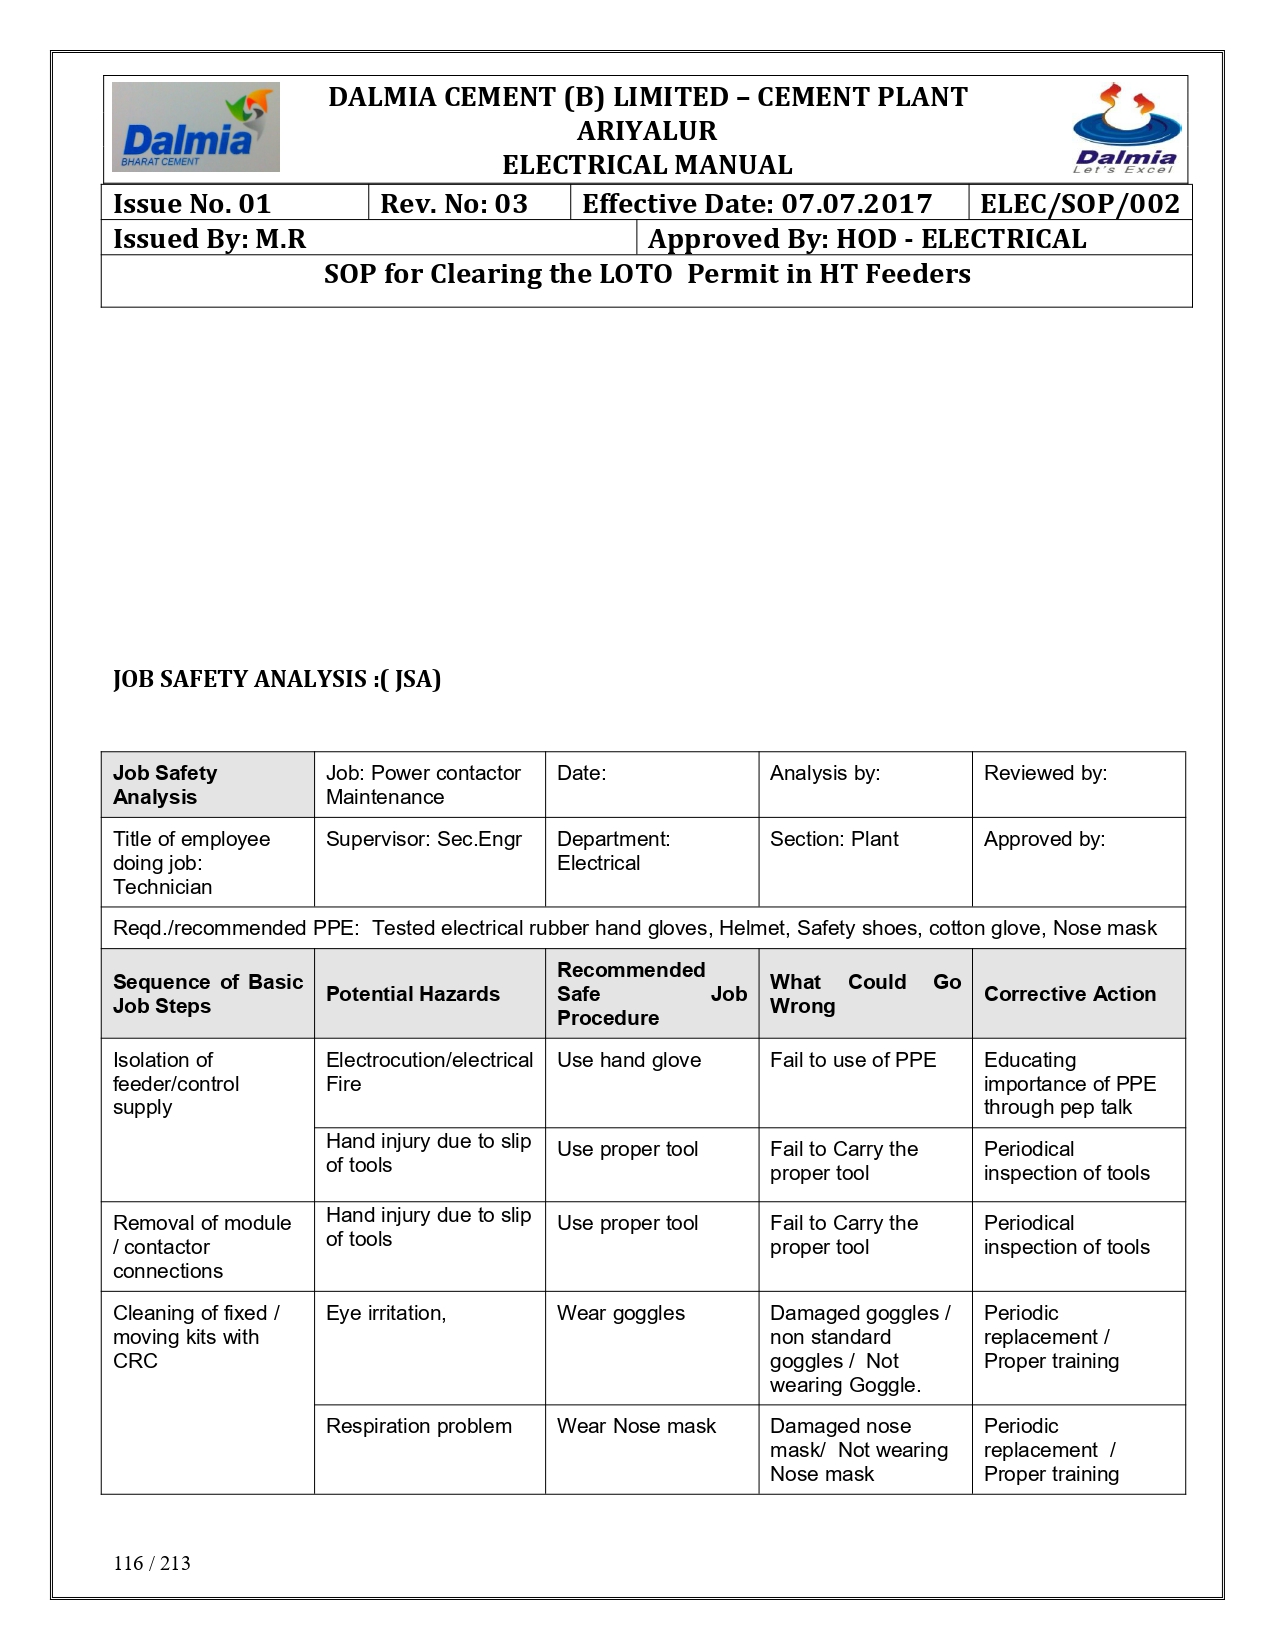 Dalmia
BHARAT CEMENT
DALMIA CEMENT (B) LIMITED – CEMENT PLANT
ARIYALUR
ELECTRICAL MANUAL
Dalmia
Let's Excel
Issue No. 01 Rev. No: 03 Effective Date: 07.07.2017 ELEC/SOP/002
Issued By: M.R Approved By: HOD - ELECTRICAL
SOP for Clearing the LOTO  Permit in HT Feeders
JOB SAFETY ANALYSIS :( JSA)
Job Safety
Analysis
Job: Power contactor
Maintenance
Date:
Analysis by:
Reviewed by:
Title of employee
doing job:
Technician
Supervisor: Sec.Engr
Department:
Electrical
Section: Plant
Approved by:
Reqd./recommended PPE:  Tested electrical rubber hand gloves, Helmet, Safety shoes, cotton glove, Nose mask
Sequence of Basic
Job Steps
Potential Hazards
Recommended
Safe Job
Procedure
What Could Go
Wrong
Corrective Action
Isolation of
feeder/control
supply
Electrocution/electrical
Fire
Use hand glove
Fail to use of PPE
Educating
importance of PPE
through pep talk
Hand injury due to slip
of tools
Use proper tool
Fail to Carry the
proper tool
Periodical
inspection of tools
Removal of module
/ contactor
connections
Hand injury due to slip
of tools
Use proper tool
Fail to Carry the
proper tool
Periodical
inspection of tools
Cleaning of fixed /
moving kits with
CRC
Eye irritation,
Wear goggles
Damaged goggles /
non standard
goggles /  Not
wearing Goggle.
Periodic
replacement /
Proper training
Respiration problem
Wear Nose mask
Damaged nose
mask/  Not wearing
Nose mask
Periodic
replacement  /
Proper training
116 / 213